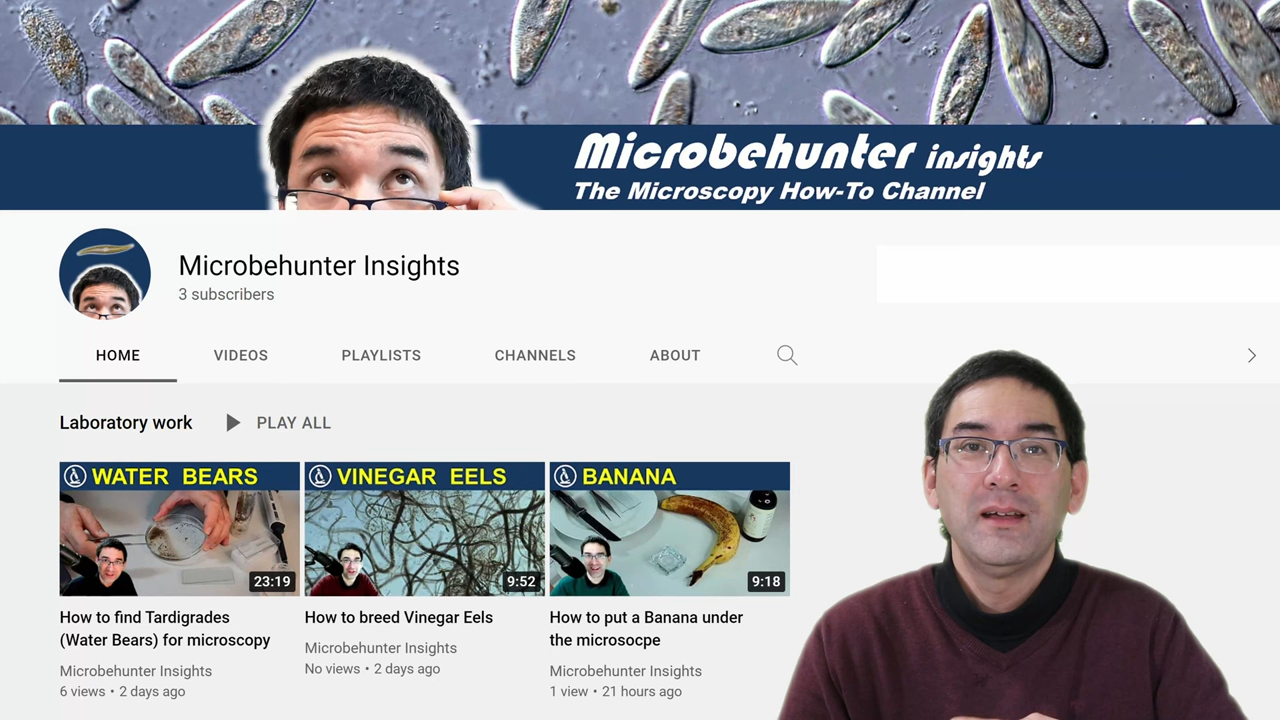 Microbehunter insights
The Microscopy How-To Channel
Microbehunter Insights
3 subscribers
HOME VIDEOS PLAYLISTS CHANNELS ABOUT
Laboratory work PLAY ALL
WATER BEARS
23:19
How to find Tardigrades
(Water Bears) for microscopy
Microbehunter Insights
6 views • 2 days ago
VINEGAR EELS
9:52
How to breed Vinegar Eels
Microbehunter Insights
No views • 2 days ago
BANANA
9:18
How to put a Banana under
the microsocpe
Microbehunter Insights
1 view • 21 hours ago